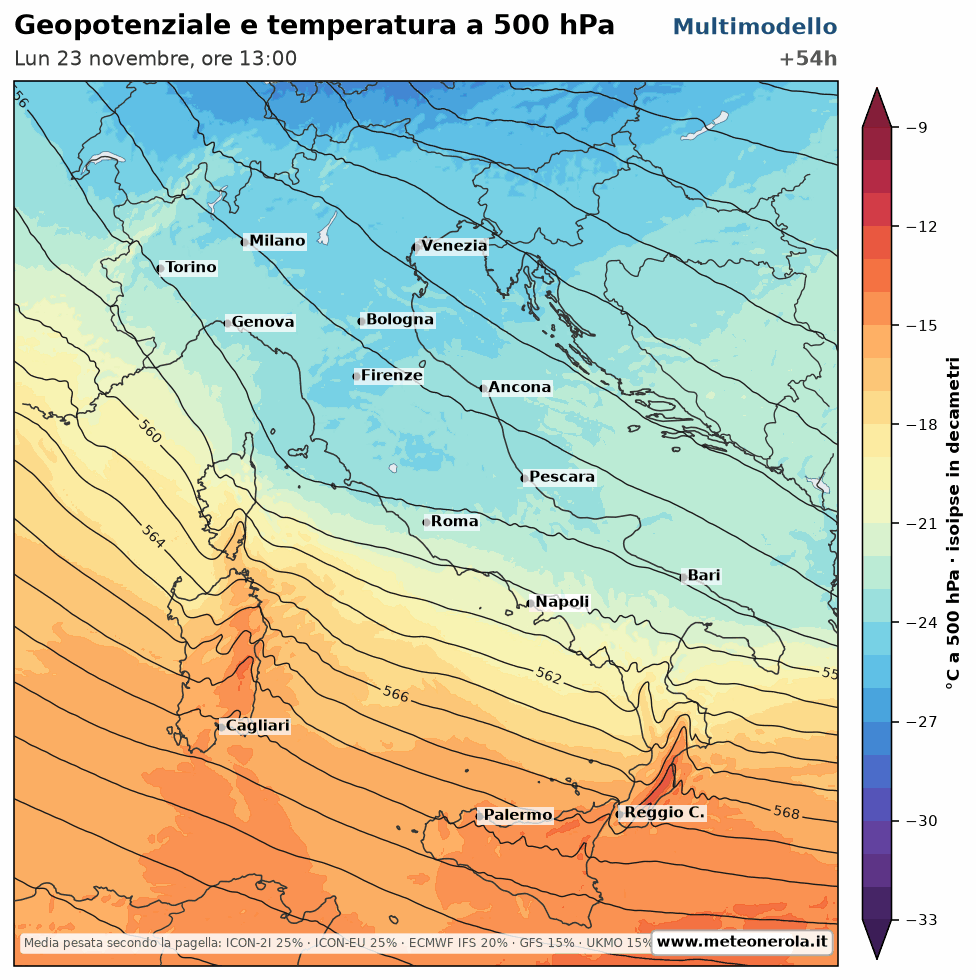 Geopotenziale e temperatura a 500 hPa
Multimodello
Lun 23 novembre, ore 13:00
+54h
56
Milano
Venezia
Torino
Genova
Bologna
Firenze
Ancona
560
Pescara
Roma
564
Bari
Napoli
562
55
566
Cagliari
Palermo
Reggio C.
568
Media pesata secondo la pagella: ICON-2I 25% · ICON-EU 25% · ECMWF IFS 20% · GFS 15% · UKMO 15%
www.meteonerola.it
−9
−12
−15
−18
−21
−24
−27
−30
−33
°C a 500 hPa · isoipse in decametri